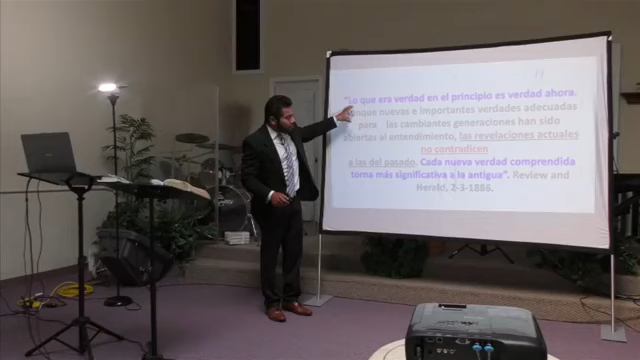 “Lo que era verdad en el principio es verdad ahora.
Aunque nuevas e importantes verdades adecuadas
para las cambiantes generaciones han sido
abiertas al entendimiento, las revelaciones actuales
no contradicen
a las del pasado. Cada nueva verdad comprendida
torna más significativa a la antigua”. Review and
Herald, 2-3-1886.